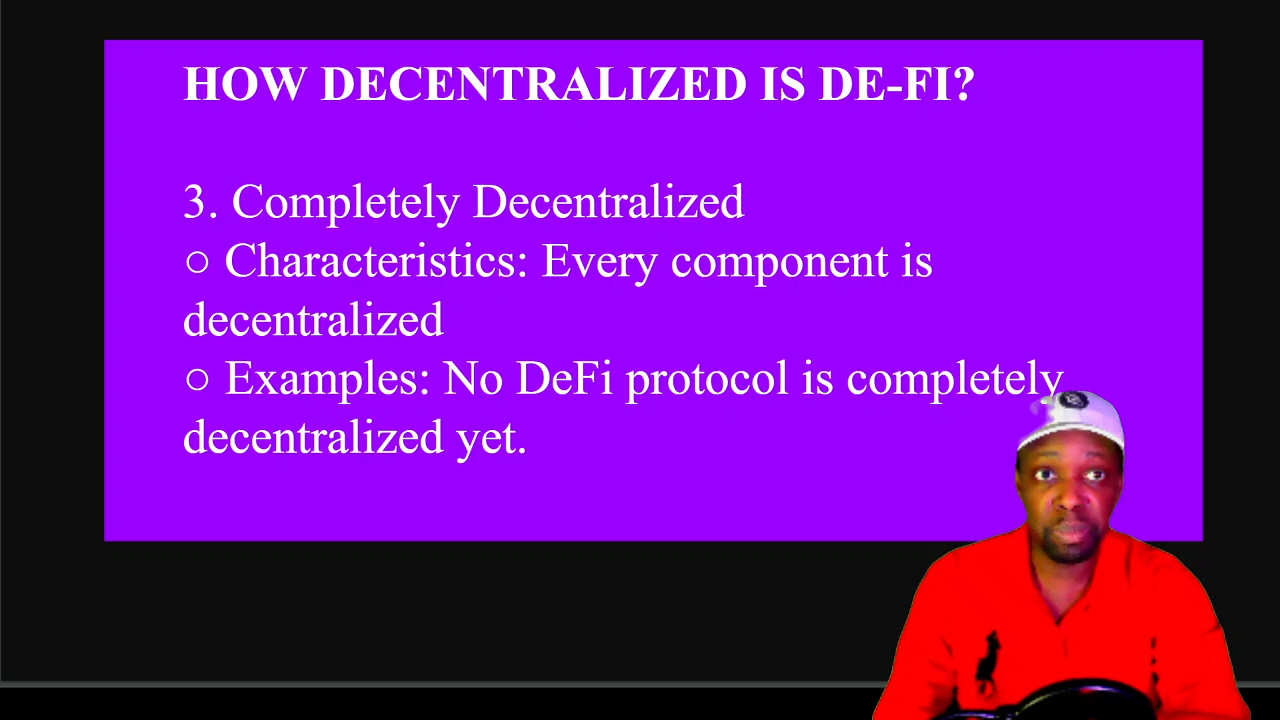 HOW DECENTRALIZED IS DE-FI?
3. Completely Decentralized
○ Characteristics: Every component is
decentralized
○ Examples: No DeFi protocol is completely
decentralized yet.